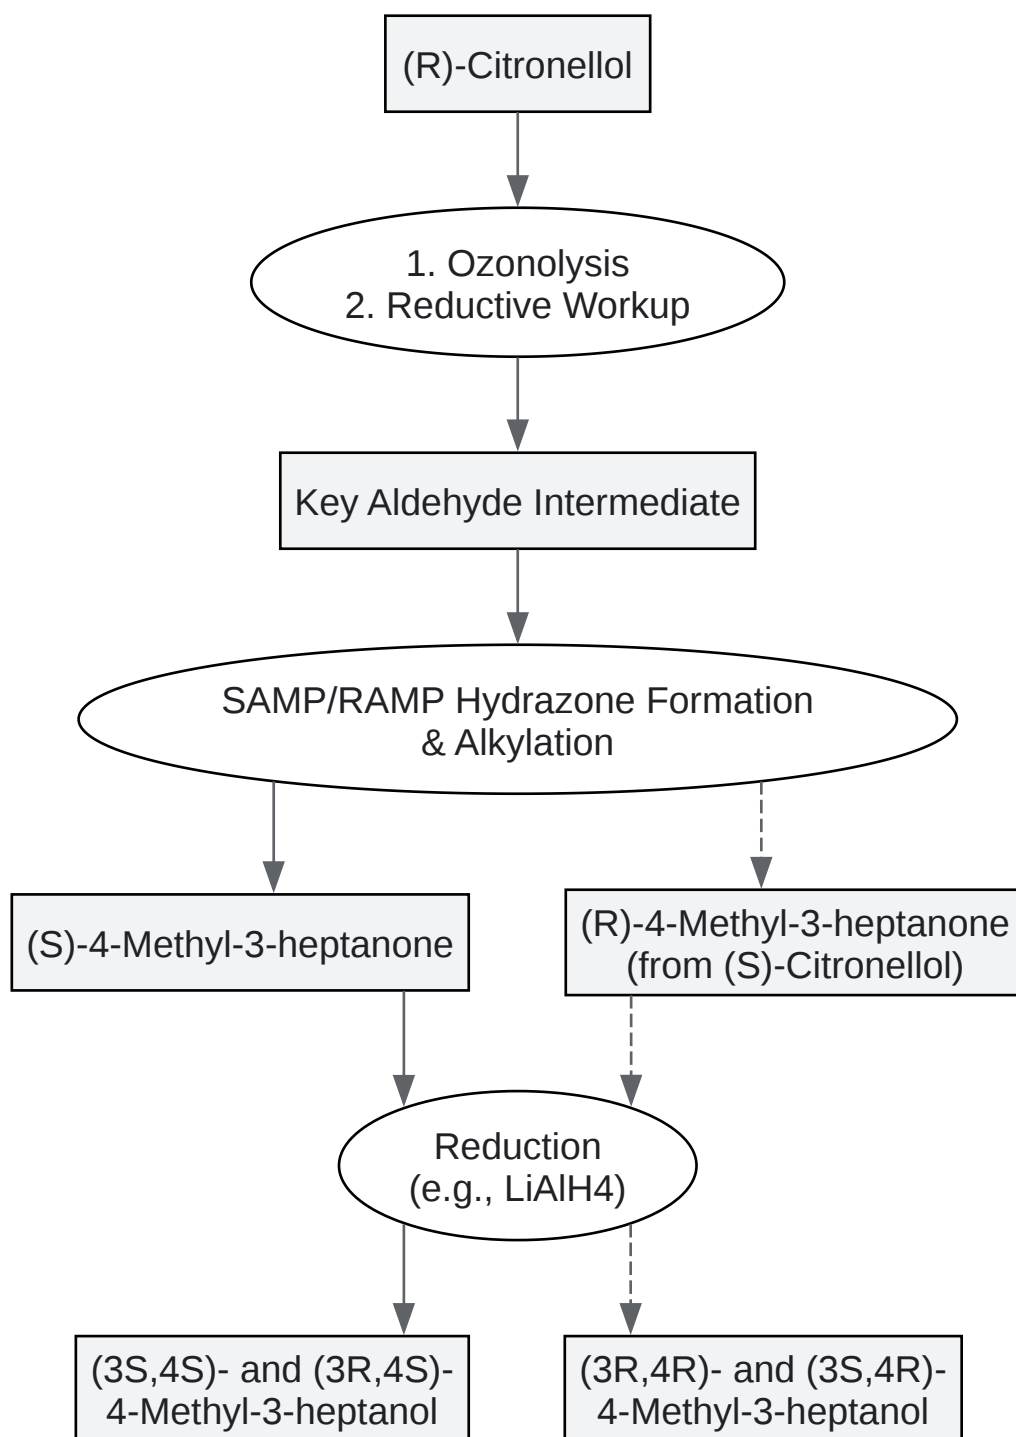 (R)-Citronellol
1. Ozonolysis
2. Reductive Workup
Key Aldehyde Intermediate
SAMP/RAMP Hydrazone Formation
& Alkylation
(S)-4-Methyl-3-heptanone
(R)-4-Methyl-3-heptanone
(from (S)-Citronellol)
Reduction
(e.g., LiAlH4)
(3S,4S)- and (3R,4S)-
4-Methyl-3-heptanol
(3R,4R)- and (3S,4R)-
4-Methyl-3-heptanol